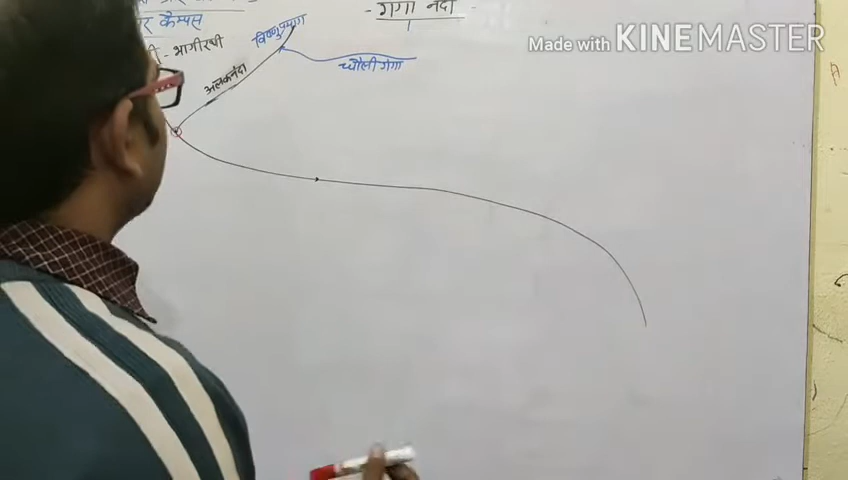 - गंगा नदी -
कैम्पस
- भागीरथी
विष्णु प्रयाग
अलकनंदा
धौली गंगा
Made with KINEMASTER